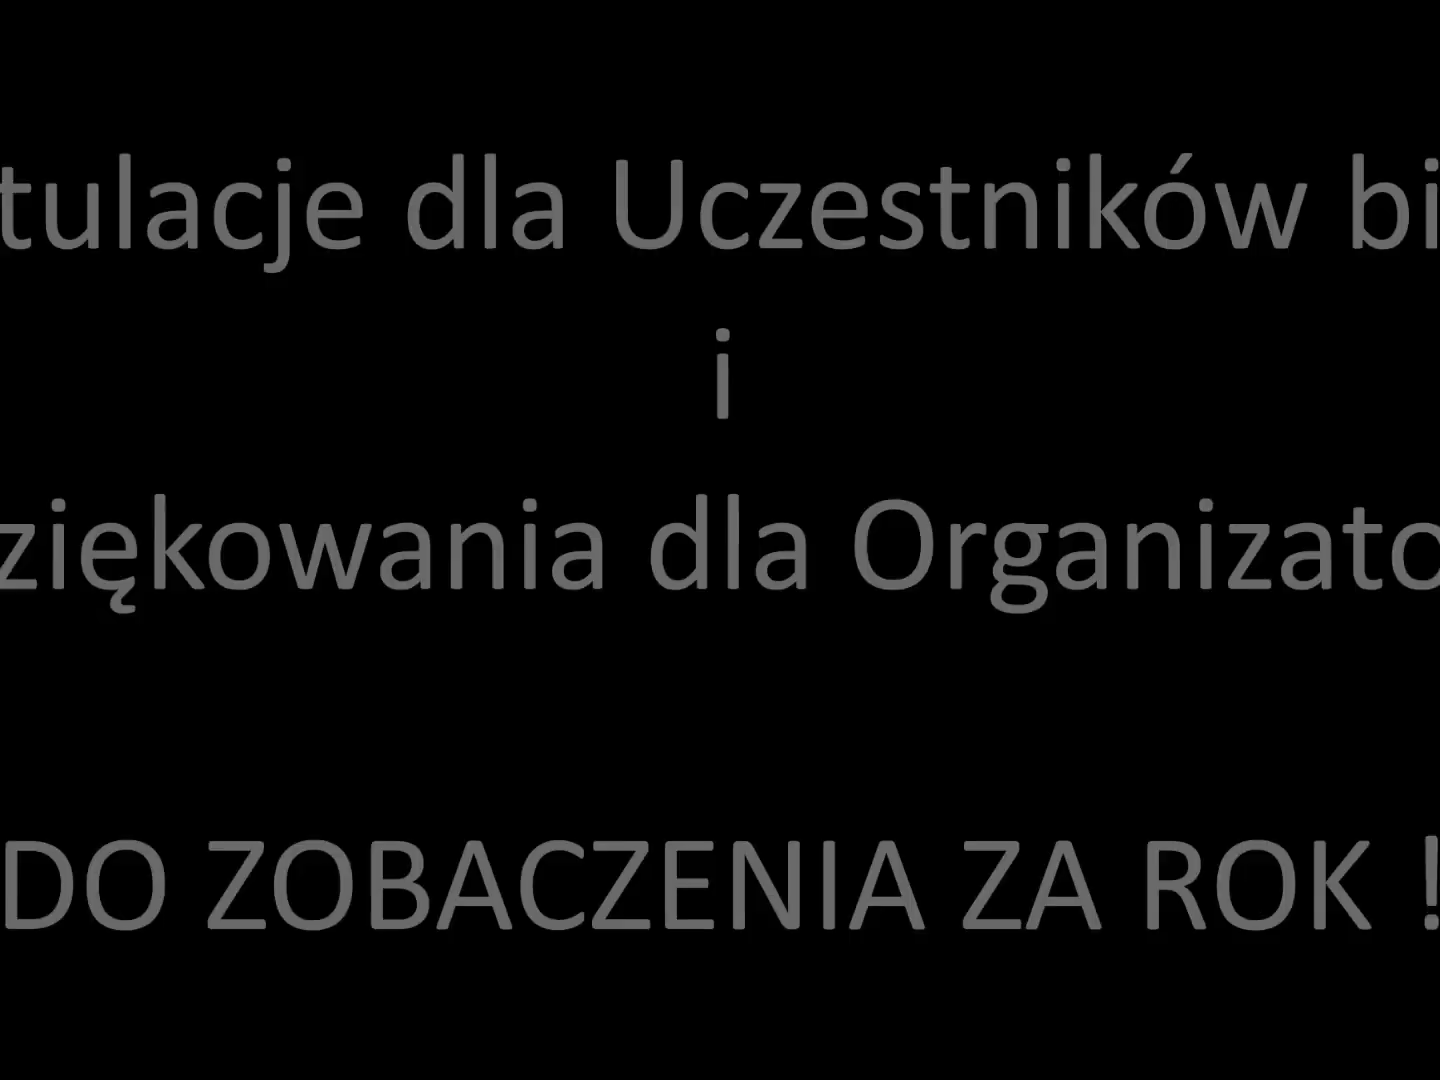 tulacje dla Uczestników bi
i
ziękowania dla Organizato
DO ZOBACZENIA ZA ROK !